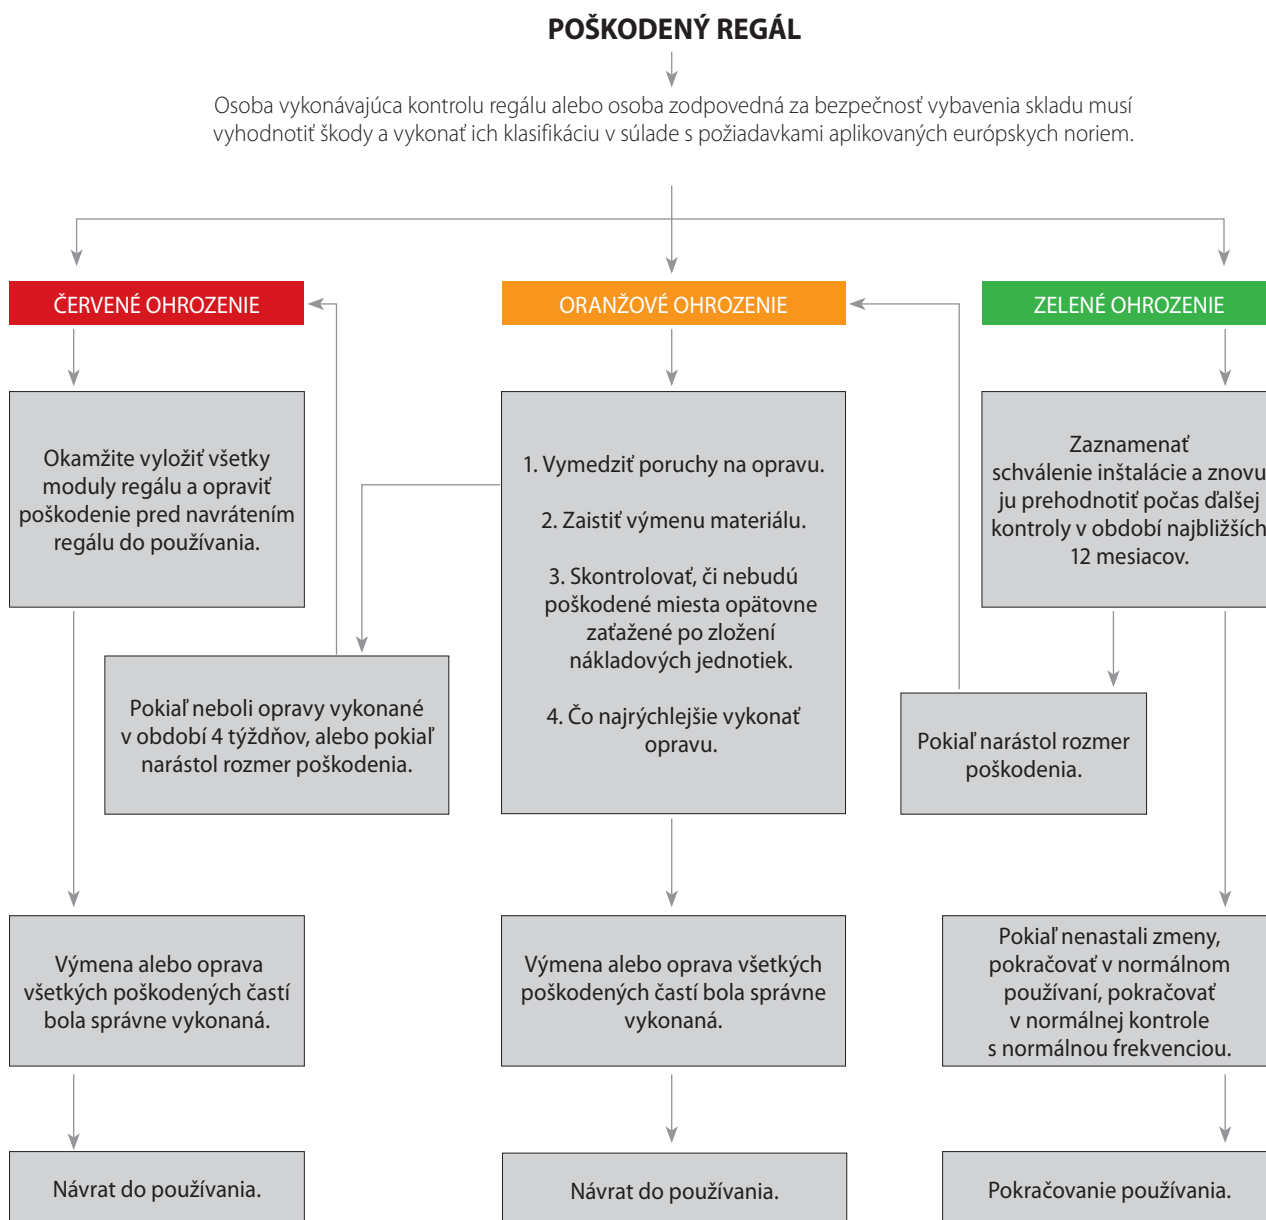 POŠKODENÝ REGÁL
Osoba vykonávajúca kontrolu regálu alebo osoba zodpovedná za bezpečnosť vybavenia skladu musí
vyhodnotiť škody a vykonať ich klasifikáciu v súlade s požiadavkami aplikovaných európskych noriem.
ČERVENÉ OHROZENIE
ORANŽOVÉ OHROZENIE
ZELENÉ OHROZENIE
Okamžite vyložiť všetky
moduly regálu a opraviť
poškodenie pred navrátením
regálu do používania.
1. Vymedziť poruchy na opravu.
2. Zaistiť výmenu materiálu.
3. Skontrolovať, či nebudú
poškodené miesta opätovne
zaťažené po zložení
nákladových jednotiek.
4. Čo najrýchlejšie vykonať
opravu.
Zaznamenať
schválenie inštalácie a znovu
ju prehodnotiť počas ďalšej
kontroly v období najbližších
12 mesiacov.
Pokiaľ neboli opravy vykonané
v období 4 týždňov, alebo pokiaľ
narástol rozmer poškodenia.
Pokiaľ narástol rozmer
poškodenia.
Výmena alebo oprava
všetkých poškodených častí
bola správne vykonaná.
Výmena alebo oprava všetkých
poškodených častí bola správne
vykonaná.
Pokiaľ nenastali zmeny,
pokračovať v normálnom
používaní, pokračovať
v normálnej kontrole
s normálnou frekvenciou.
Návrat do používania.
Návrat do používania.
Pokračovanie používania.